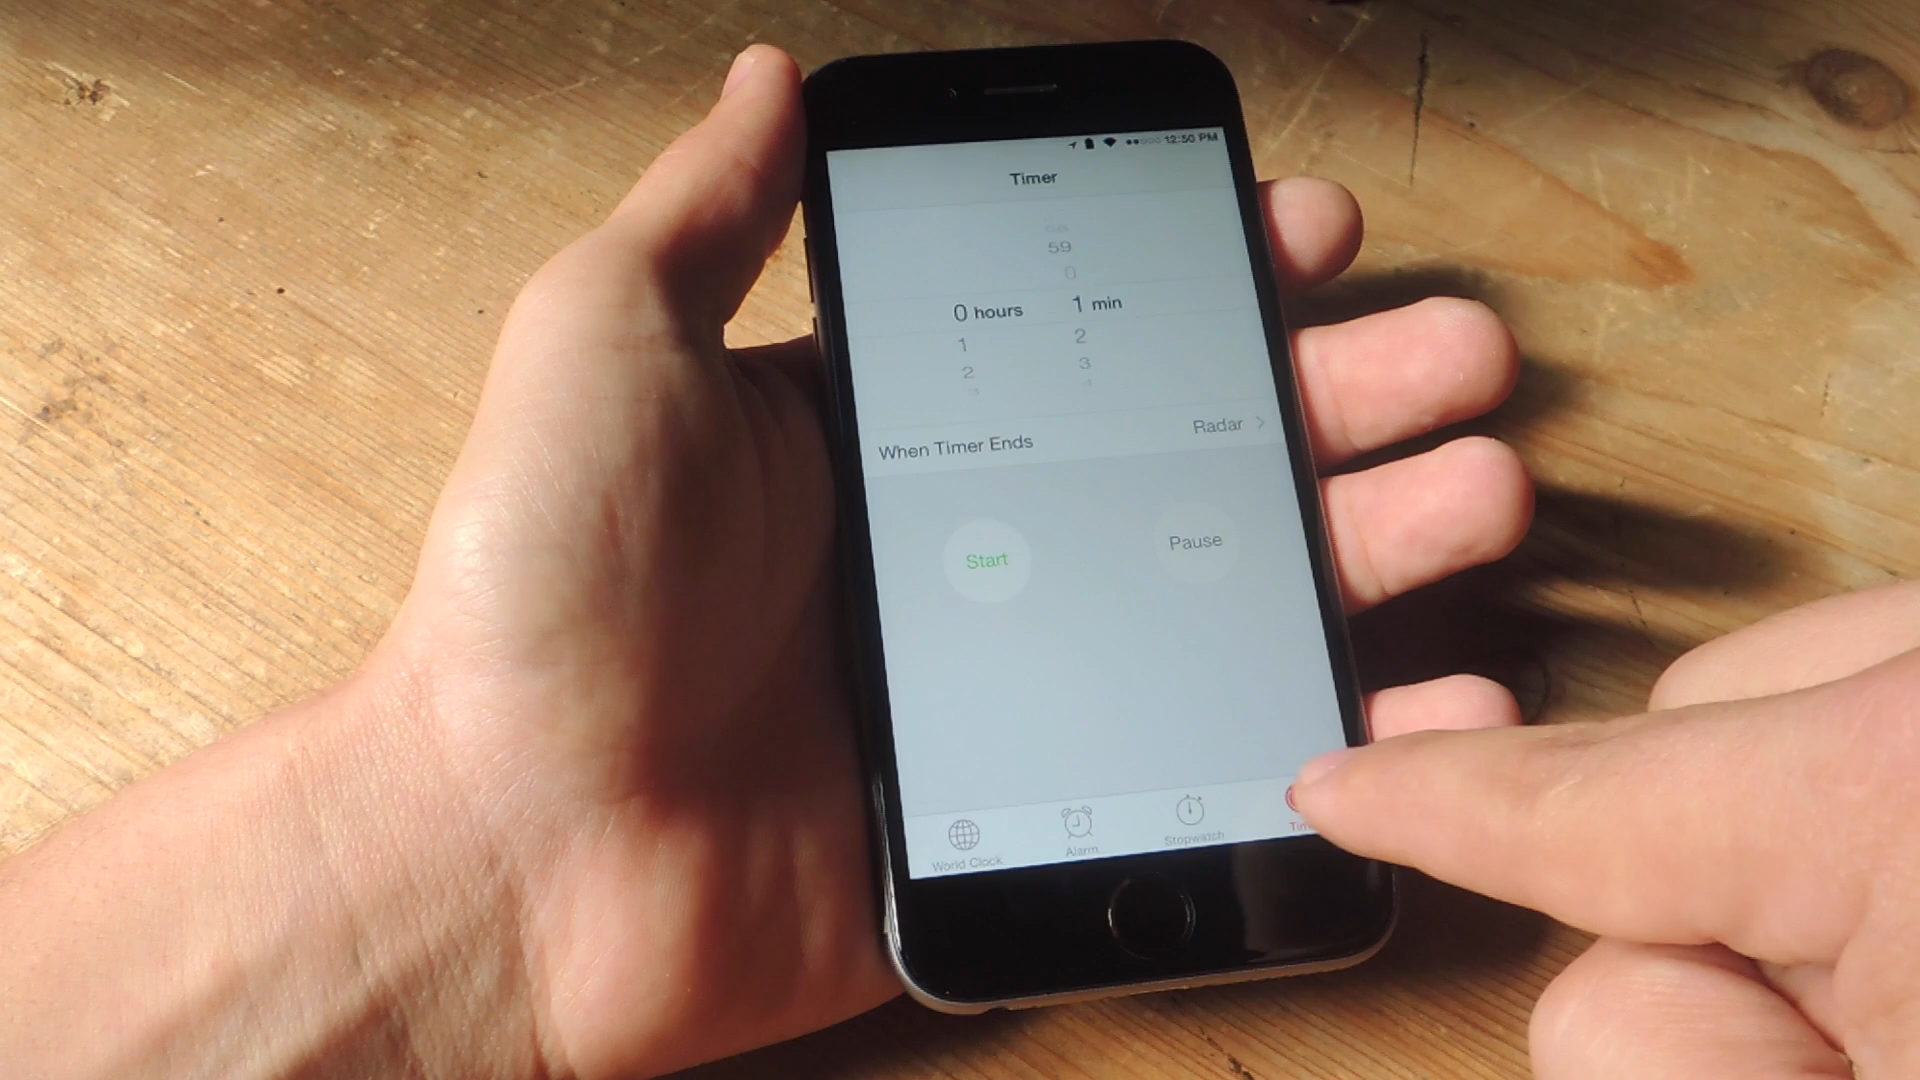 12:50 PM
Timer
59
0
0 hours 1 min
1 2
2 3
When Timer Ends Radar
Start Pause
World Clock Alarm Stopwatch